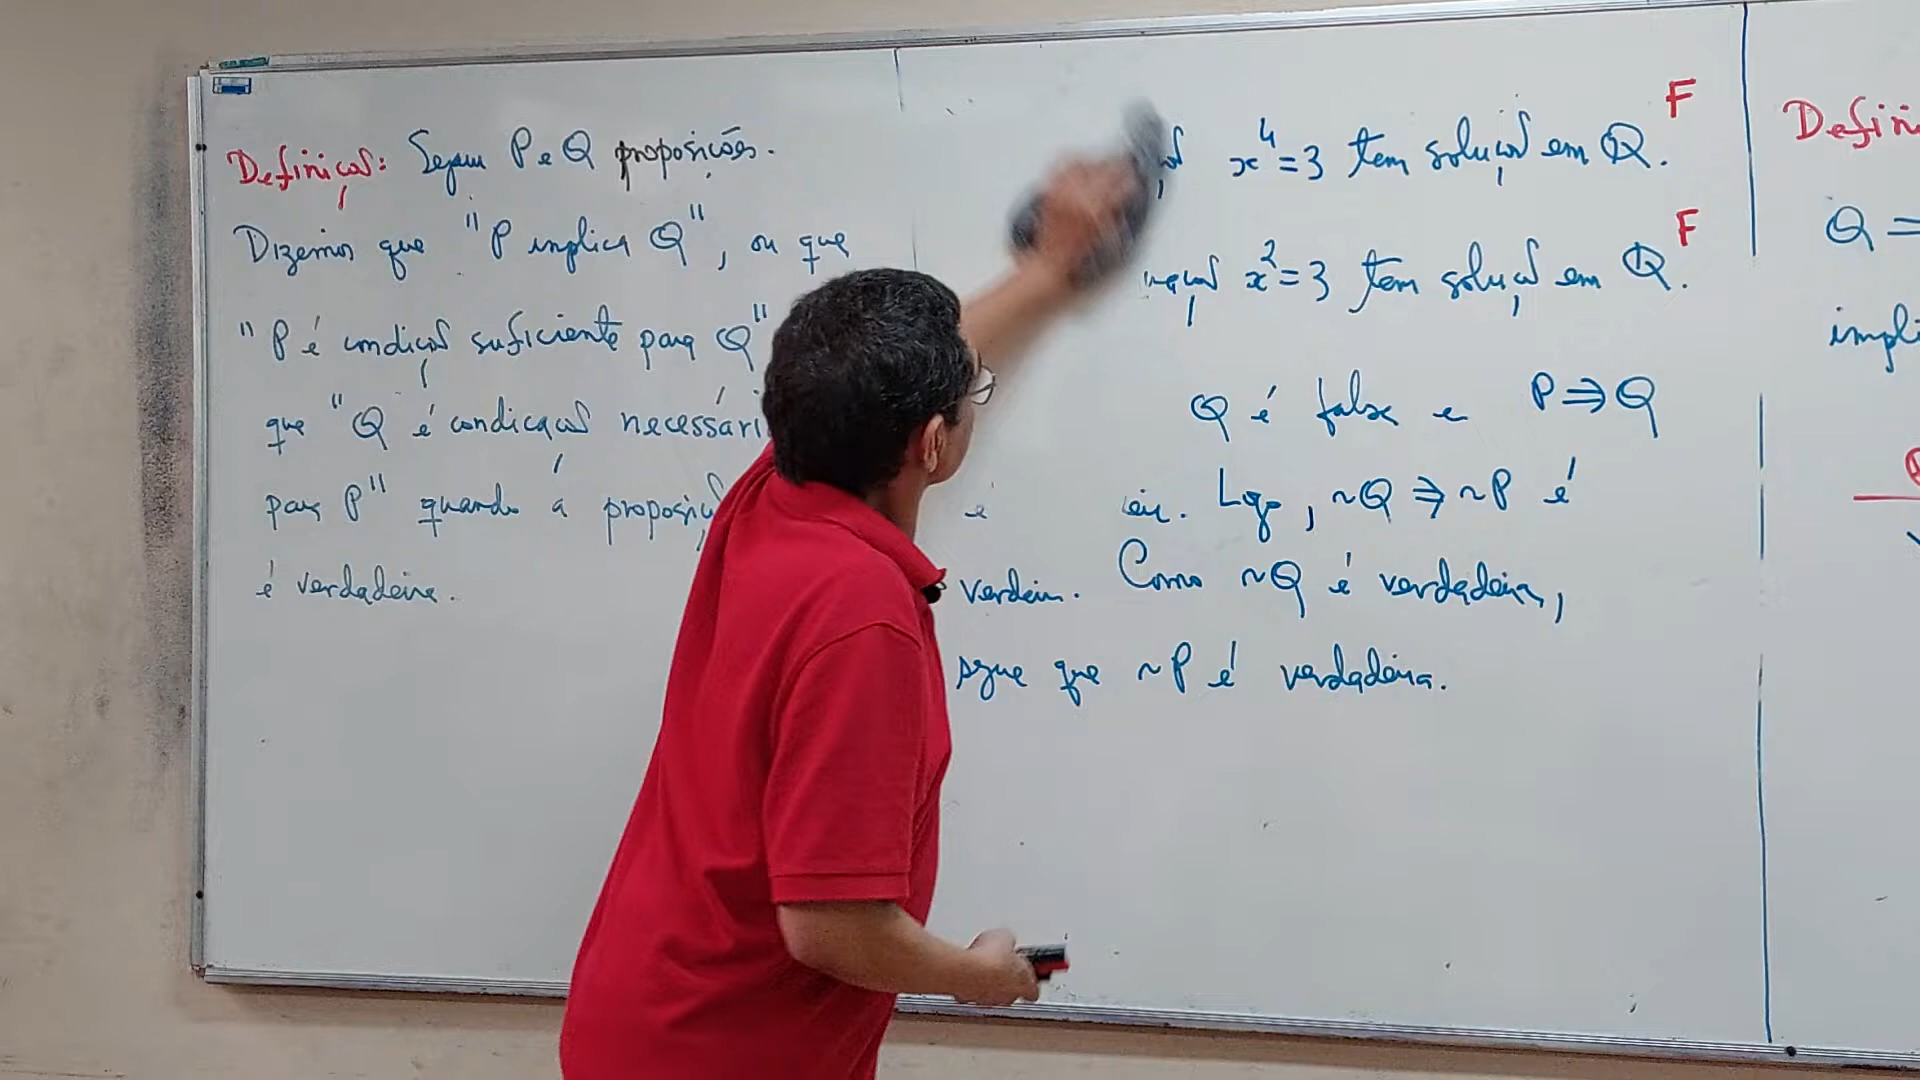 Definição: Sejam P e Q proposições.
Dizemos que "P implica Q", ou que
"P é condição suficiente para Q"
que "Q é condição necessári
para P" quando a proposiç
é verdadeira.
x⁴=3 tem solução em Q. F
x²=3 tem solução em Q. F
Q é falsa e P⇒Q
é
Logo, ~Q⇒~P é
verdeira. Como ~Q é verdadeira,
segue que ~P é verdadeira.
Defini
Q =
impli